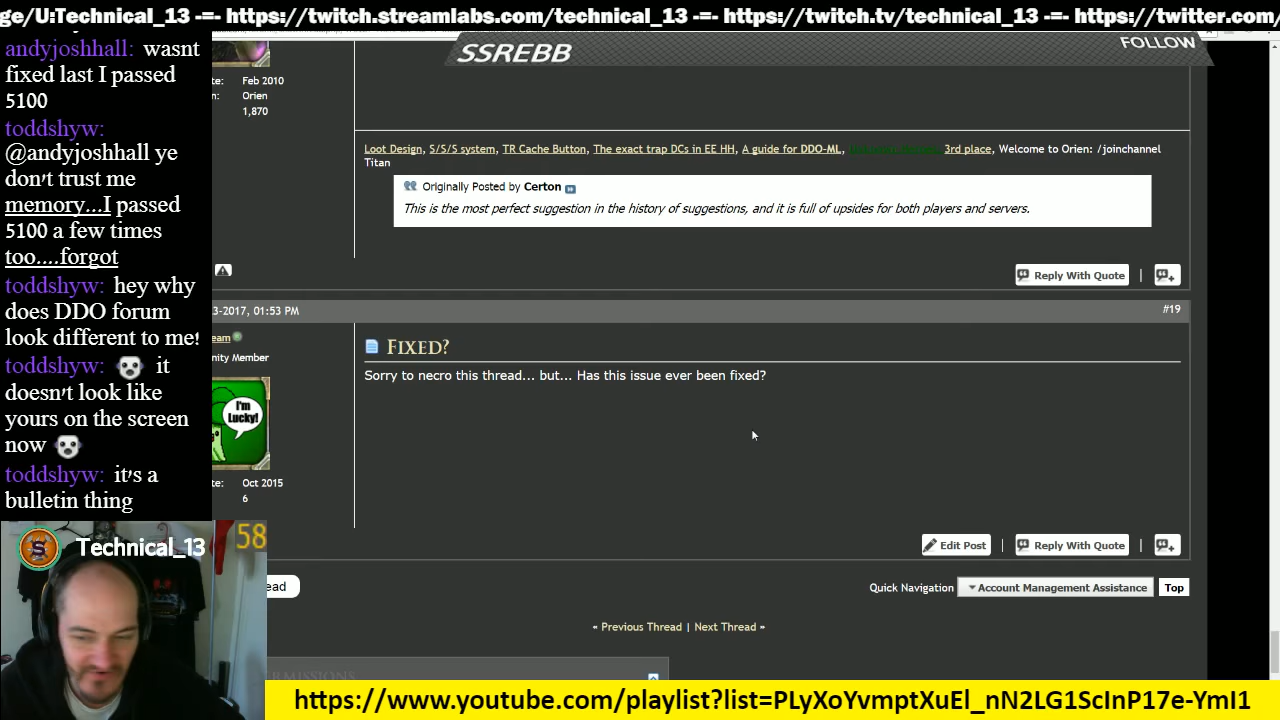 ge/U:Technical_13 -=- https://twitch.streamlabs.com/technical_13 -=- https://twitch.tv/technical_13 -=- https://twitter.com/
andyjoshhall: wasnt
fixed last I passed
5100
toddshyw:
@andyjoshhall ye
don't trust me
memory...I passed
5100 a few times
too....forgot
toddshyw: hey why
does DDO forum
look different to me!
toddshyw: it
doesn't look like
yours on the screen
now
toddshyw: it's a
bulletin thing
Technical_13
58
SSREBB
FOLLOW
te: Feb 2010
n: Orien
1,870
Loot Design, S/S/S system, TR Cache Button, The exact trap DCs in EE HH, A guide for DDO-ML, 3rd place, Welcome to Orien: /joinchannel
Titan
Originally Posted by Certon
This is the most perfect suggestion in the history of suggestions, and it is full of upsides for both players and servers.
Reply With Quote |
3-2017, 01:53 PM #19
eam
nity Member
I'm
Lucky!
te: Oct 2015
6
Fixed?
Sorry to necro this thread... but... Has this issue ever been fixed?
Edit Post | Reply With Quote |
ead
Quick Navigation Account Management Assistance Top
« Previous Thread | Next Thread »
ermissions
https://www.youtube.com/playlist?list=PLyXoYvmptXuEl_nN2LG1ScInP17e-YmI1